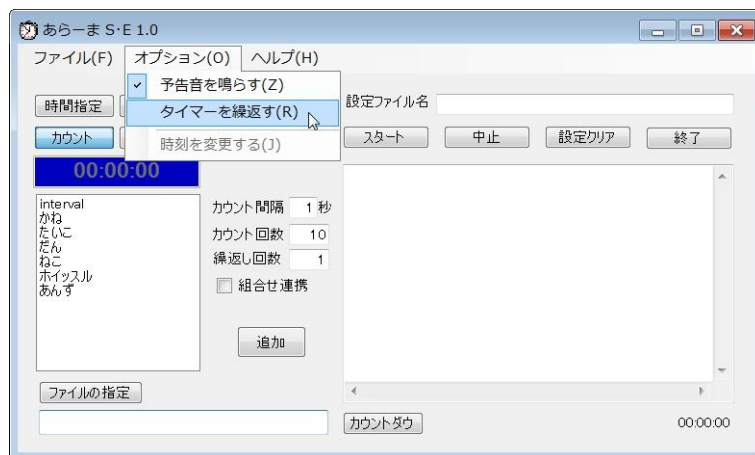 あらーま S・E 1.0
ファイル(F) オプション(O) ヘルプ(H)
予告音を鳴らす(Z)
タイマーを繰返す(R)
時刻を変更する(J)
時間指定
設定ファイル名
カウント
スタート 中止 設定クリア 終了
00:00:00
interval
かね
たいこ
だん
ねこ
ホイッスル
あんず
カウント間隔 1 秒
カウント回数 10
繰返し回数 1
組合せ連携
追加
ファイルの指定
カウントダウ
00:00:00